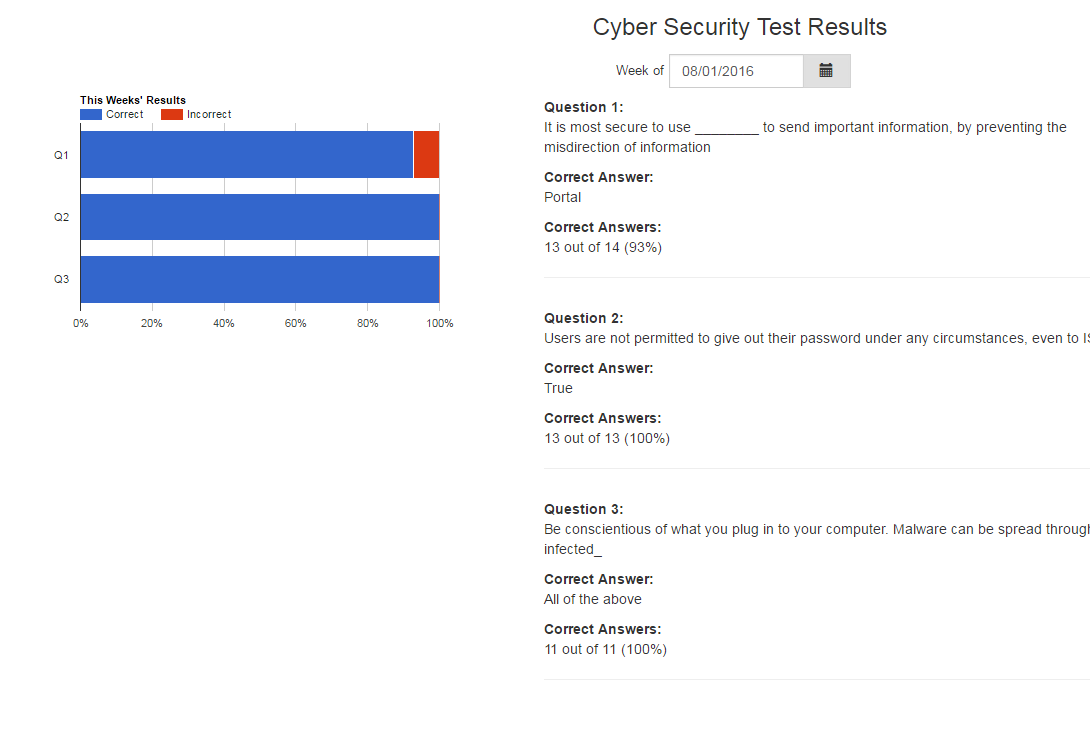 Cyber Security Test Results
Week of 08/01/2016
This Weeks' Results
Correct Incorrect
Q1
Q2
Q3
0% 20% 40% 60% 80% 100%
Question 1:
It is most secure to use ________ to send important information, by preventing the
misdirection of information
Correct Answer:
Portal
Correct Answers:
13 out of 14 (93%)
Question 2:
Users are not permitted to give out their password under any circumstances, even to
Correct Answer:
True
Correct Answers:
13 out of 13 (100%)
Question 3:
Be conscientious of what you plug in to your computer. Malware can be spread through
infected_
Correct Answer:
All of the above
Correct Answers:
11 out of 11 (100%)